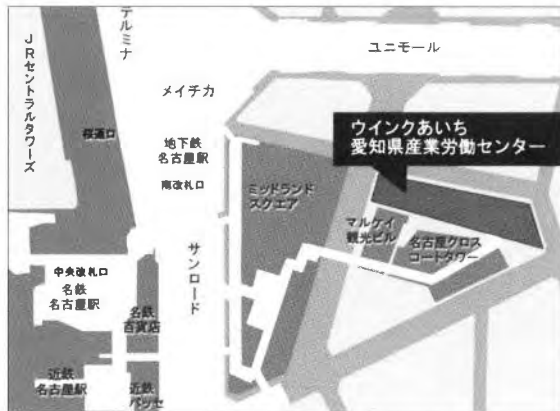 JRセントラルタワーズ
テルミナ
ユニモール
メイチカ
桜通口
地下鉄
名古屋駅
南改札口
ウインクあいち
愛知県産業労働センター
ミッドランド
スクエア
マルケイ
観光ビル
名古屋クロス
コートタワー
サンロード
中央改札口
名鉄
名古屋駅
名鉄
百貨店
近鉄
名古屋駅
近鉄
パッセ